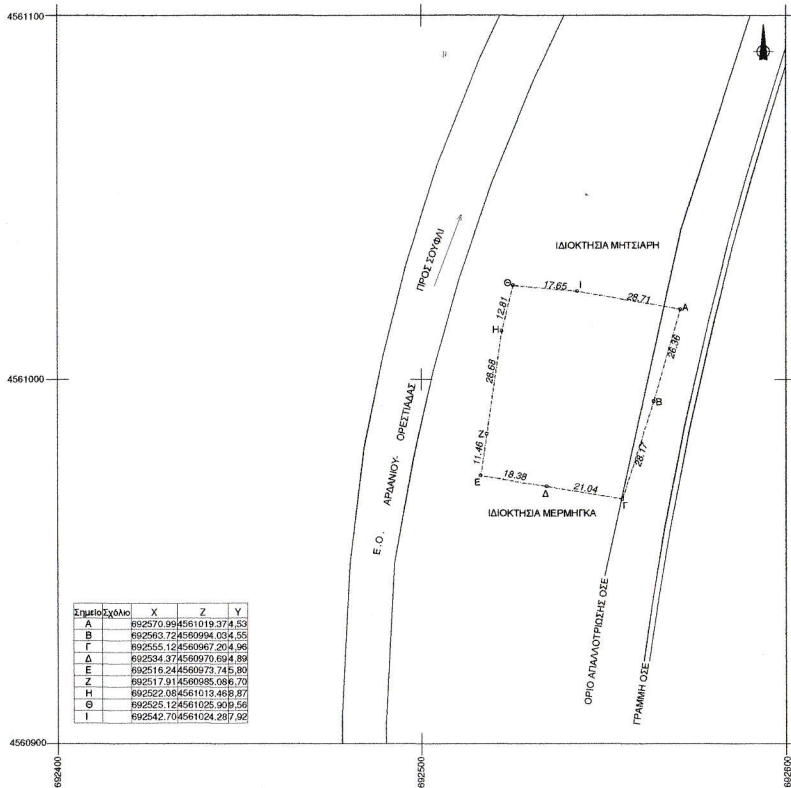 4561100
ΠΡΟΣ ΣΟΥΦΛΙ
ΙΔΙΟΚΤΗΣΙΑ ΜΗΤΣΙΑΡΗ
Θ
17.65
Ι
28.71
Α
12.81
Η
26.36
28.68
4561000
Β
Ζ
28.17
11.46
Ε
18.38
Δ
21.04
Γ
ΙΔΙΟΚΤΗΣΙΑ ΜΕΡΜΗΓΚΑ
Ε.Ο. ΑΡΔΑΝΙΟΥ- ΟΡΕΣΤΙΑΔΑΣ
ΟΡΙΟ ΑΠΑΛΛΟΤΡΙΩΣΗΣ ΟΣΕ
ΓΡΑΜΜΗ ΟΣΕ
Σημείο Σχόλιο X Z Y
Α 692570.99 4561019.37 4,53
Β 692563.72 4560994.03 4,55
Γ 692555.12 4560967.20 4,96
Δ 692534.37 4560970.69 4,89
Ε 692516.24 4560973.74 5,80
Ζ 692517.91 4560985.08 6,70
Η 692522.08 4561013.46 8,87
Θ 692525.12 4561025.90 9,56
Ι 692542.70 4561024.28 7,92
4560900
692400
692500
692600